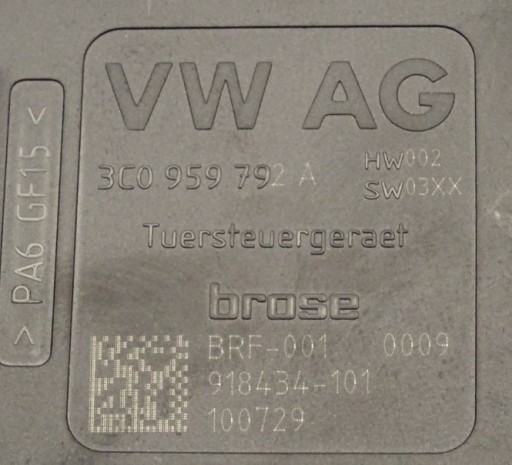 VW AG
3C0 959 792 A
HW002
SW03XX
Tuersteuergeraet
brose
BRF-001 0009
918434-101
100729
> PA6 GF15 <